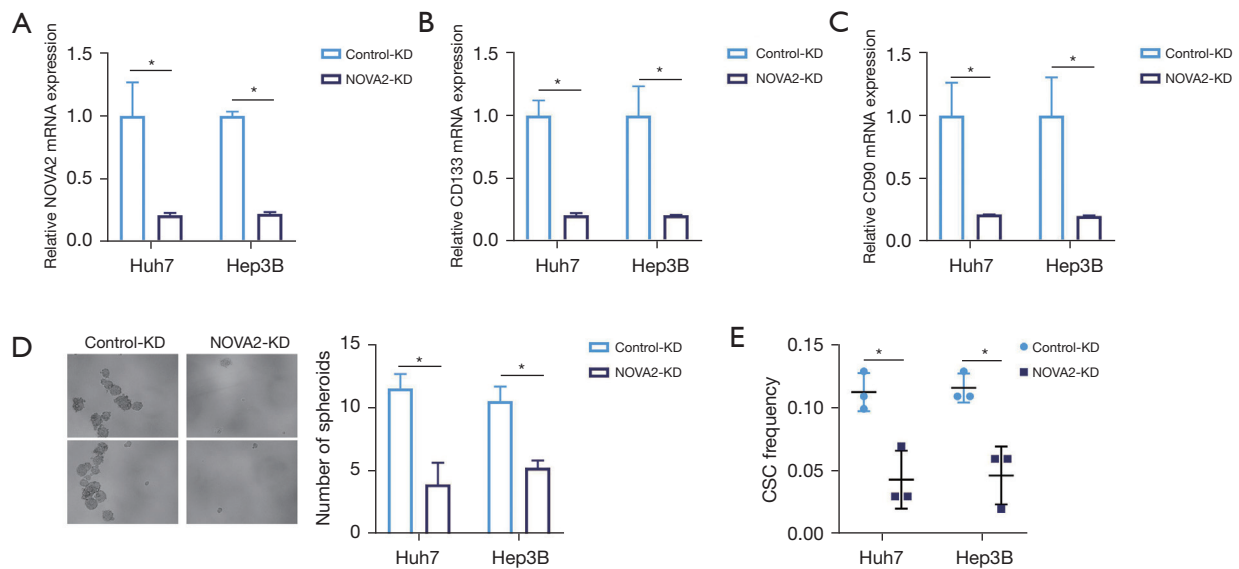 A
Relative NOVA2 mRNA expression
1.5
1.0
0.5
0.0
*
*
Huh7
Hep3B
Control-KD
NOVA2-KD
B
Relative CD133 mRNA expression
1.5
1.0
0.5
0.0
*
*
Huh7
Hep3B
Control-KD
NOVA2-KD
C
Relative CD90 mRNA expression
1.5
1.0
0.5
0.0
*
*
Huh7
Hep3B
Control-KD
NOVA2-KD
D
Control-KD
NOVA2-KD
Number of spheroids
15
10
5
0
*
*
Huh7
Hep3B
Control-KD
NOVA2-KD
E
CSC frequency
0.15
0.10
0.05
0.00
*
*
Huh7
Hep3B
Control-KD
NOVA2-KD